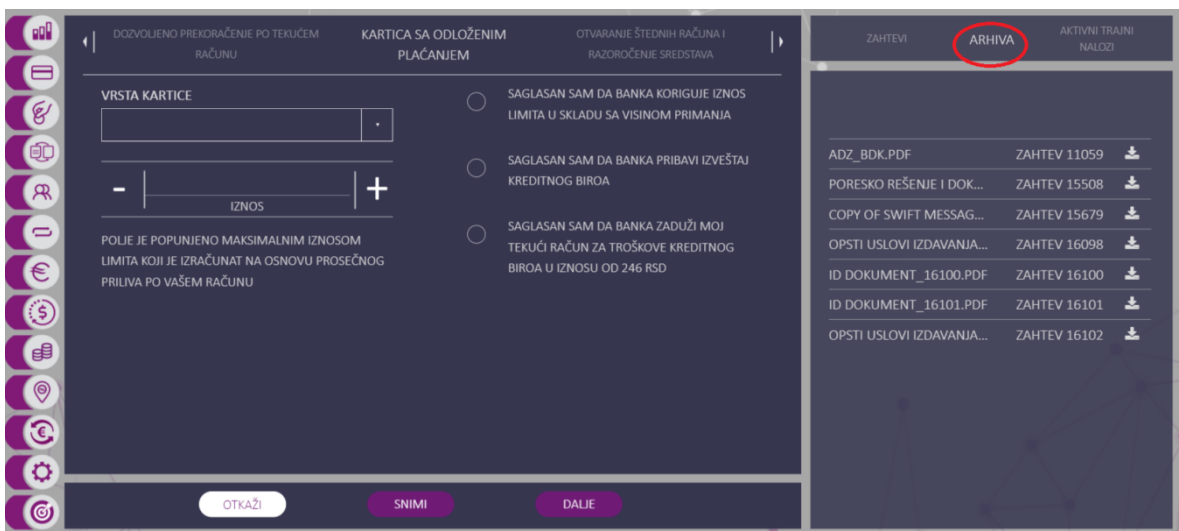 DOZVOLJENO PREKORAČENJE PO TEKUĆEM
RAČUNU
KARTICA SA ODLOŽENIM
PLAĆANJEM
OTVARANJE ŠTEDNIH RAČUNA I
RAZOROČENJE SREDSTAVA
VRSTA KARTICE
- +
IZNOS
POLJE JE POPUNJENO MAKSIMALNIM IZNOSOM
LIMITA KOJI JE IZRAČUNAT NA OSNOVU PROSEČNOG
PRILIVA PO VAŠEM RAČUNU
SAGLASAN SAM DA BANKA KORIGUJE IZNOS
LIMITA U SKLADU SA VISINOM PRIMANJA
SAGLASAN SAM DA BANKA PRIBAVI IZVEŠTAJ
KREDITNOG BIROA
SAGLASAN SAM DA BANKA ZADUŽI MOJ
TEKUĆI RAČUN ZA TROŠKOVE KREDITNOG
BIROA U IZNOSU OD 246 RSD
OTKAŽI
SNIMI
DALJE
ZAHTEVI
ARHIVA
AKTIVNI TRAJNI
NALOZI
ADZ_BDK.PDF ZAHTEV 11059
PORESKO REŠENJE I DOK... ZAHTEV 15508
COPY OF SWIFT MESSAG... ZAHTEV 15679
OPSTI USLOVI IZDAVANJA... ZAHTEV 16098
ID DOKUMENT_16100.PDF ZAHTEV 16100
ID DOKUMENT_16101.PDF ZAHTEV 16101
OPSTI USLOVI IZDAVANJA... ZAHTEV 16102